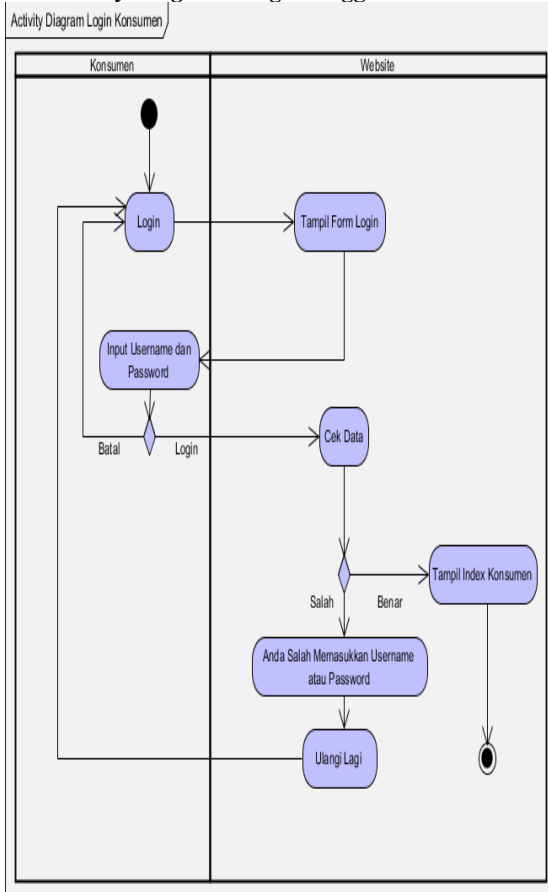 Activity Diagram Login Konsumen
Konsumen
Website
Login
Tampil Form Login
Input Username dan
Password
Batal
Login
Cek Data
Tampil Index Konsumen
Salah
Benar
Anda Salah Memasukkan Username
atau Password
Ulangi Lagi